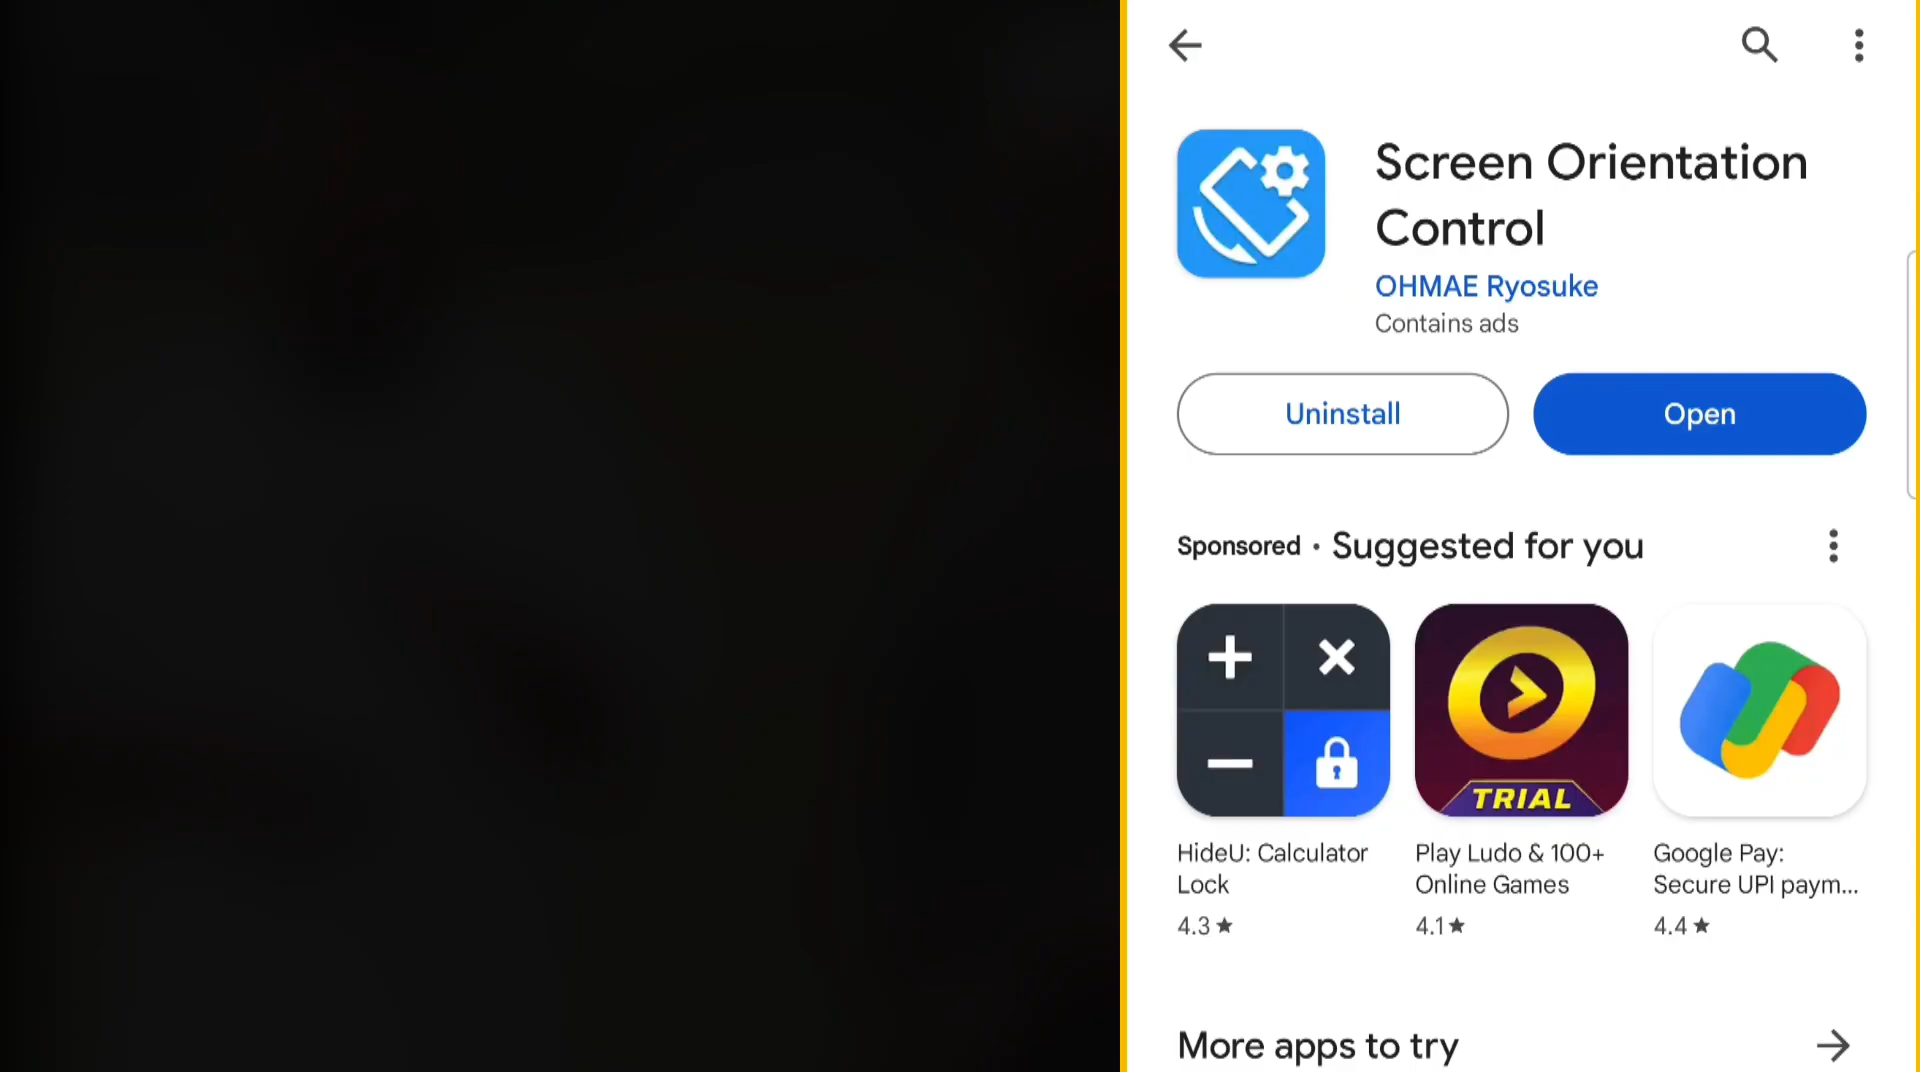 Screen Orientation
Control
OHMAE Ryosuke
Contains ads
Uninstall
Open
Sponsored • Suggested for you
TRIAL
HideU: Calculator
Lock
4.3★
Play Ludo & 100+
Online Games
4.1★
Google Pay:
Secure UPI paym...
4.4★
More apps to try